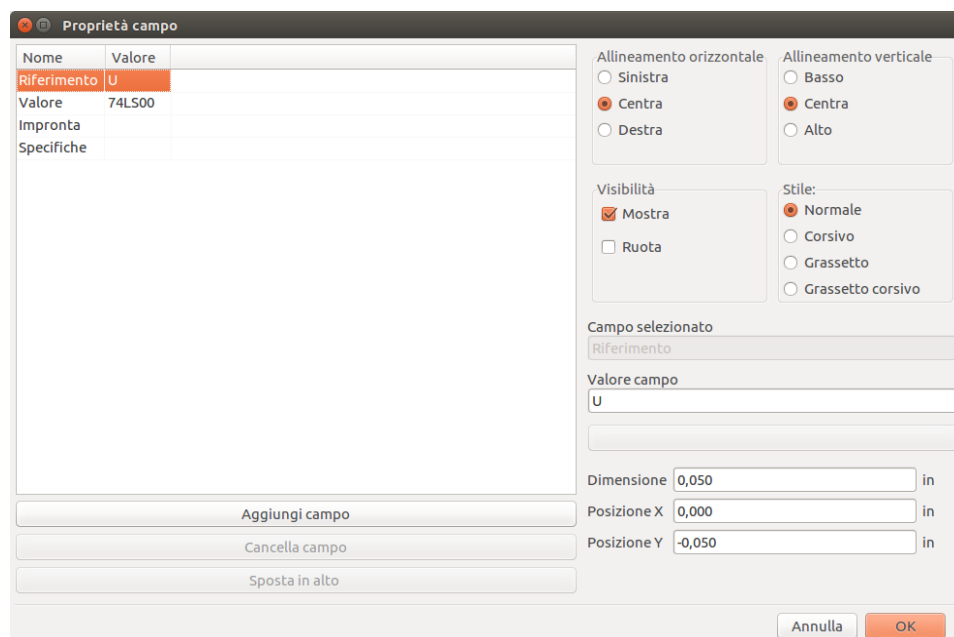 Proprietà campo
Nome Valore
Riferimento U
Valore 74LS00
Impronta
Specifiche
Aggiungi campo
Cancella campo
Sposta in alto
Allineamento orizzontale
Sinistra
Centra
Destra
Allineamento verticale
Basso
Centra
Alto
Visibilità
Mostra
Ruota
Stile:
Normale
Corsivo
Grassetto
Grassetto corsivo
Campo selezionato
Riferimento
Valore campo
U
Dimensione 0,050 in
Posizione X 0,000 in
Posizione Y -0,050 in
Annulla OK